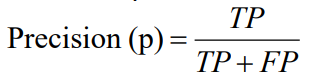 Precision (p) = TP / TP + FP